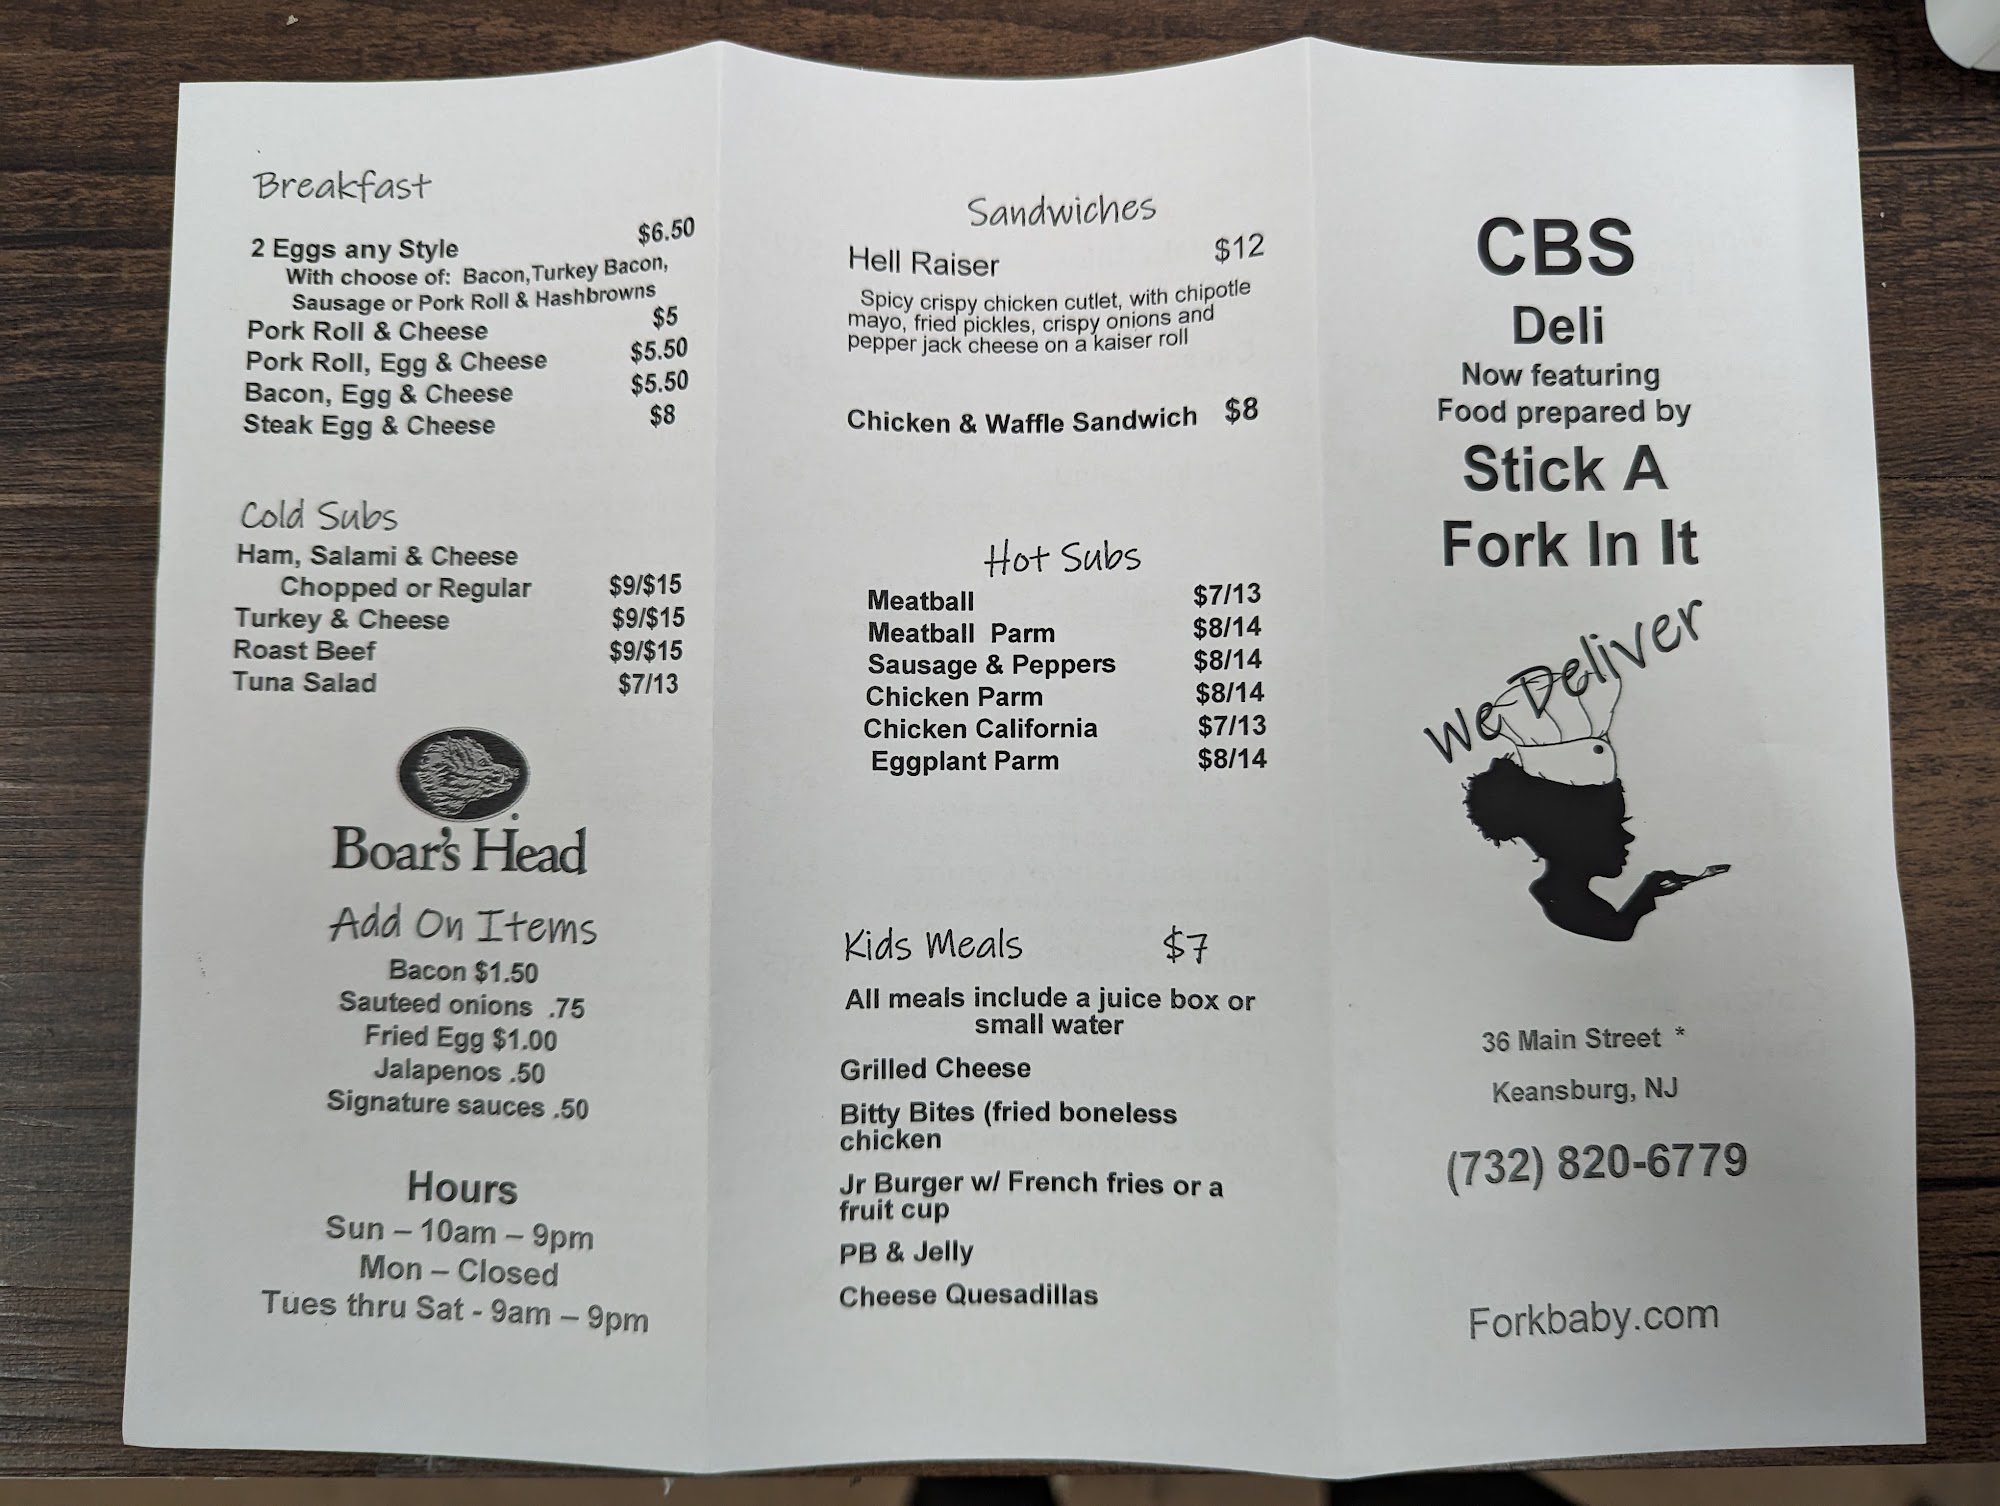 Breakfast
2 Eggs any Style $6.50
With choose of: Bacon,Turkey Bacon,
Sausage or Pork Roll & Hashbrowns
Pork Roll & Cheese $5
Pork Roll, Egg & Cheese $5.50
Bacon, Egg & Cheese $5.50
Steak Egg & Cheese $8
Cold Subs
Ham, Salami & Cheese
Chopped or Regular $9/$15
Turkey & Cheese $9/$15
Roast Beef $9/$15
Tuna Salad $7/13
Boar's Head
Add On Items
Bacon $1.50
Sauteed onions .75
Fried Egg $1.00
Jalapenos .50
Signature sauces .50
Hours
Sun – 10am – 9pm
Mon – Closed
Tues thru Sat - 9am – 9pm
Sandwiches
Hell Raiser $12
Spicy crispy chicken cutlet, with chipotle
mayo, fried pickles, crispy onions and
pepper jack cheese on a kaiser roll
Chicken & Waffle Sandwich $8
Hot Subs
Meatball $7/13
Meatball Parm $8/14
Sausage & Peppers $8/14
Chicken Parm $8/14
Chicken California $7/13
Eggplant Parm $8/14
Kids Meals $7
All meals include a juice box or
small water
Grilled Cheese
Bitty Bites (fried boneless
chicken
Jr Burger w/ French fries or a
fruit cup
PB & Jelly
Cheese Quesadillas
CBS
Deli
Now featuring
Food prepared by
Stick A
Fork In It
We Deliver
36 Main Street *
Keansburg, NJ
(732) 820-6779
Forkbaby.com